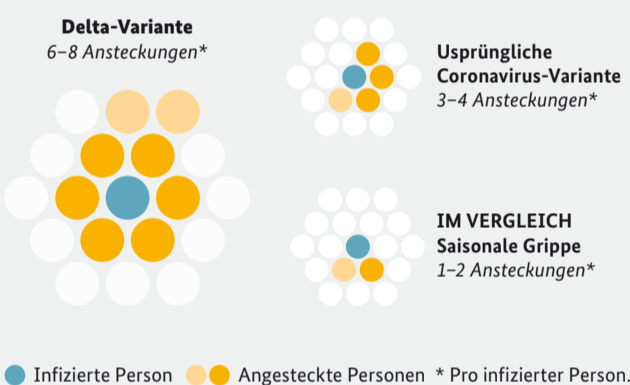 Delta-Variante
6–8 Ansteckungen*
Usprüngliche
Coronavirus-Variante
3–4 Ansteckungen*
IM VERGLEICH
Saisonale Grippe
1–2 Ansteckungen*
Infizierte Person Angesteckte Personen * Pro infizierter Person.